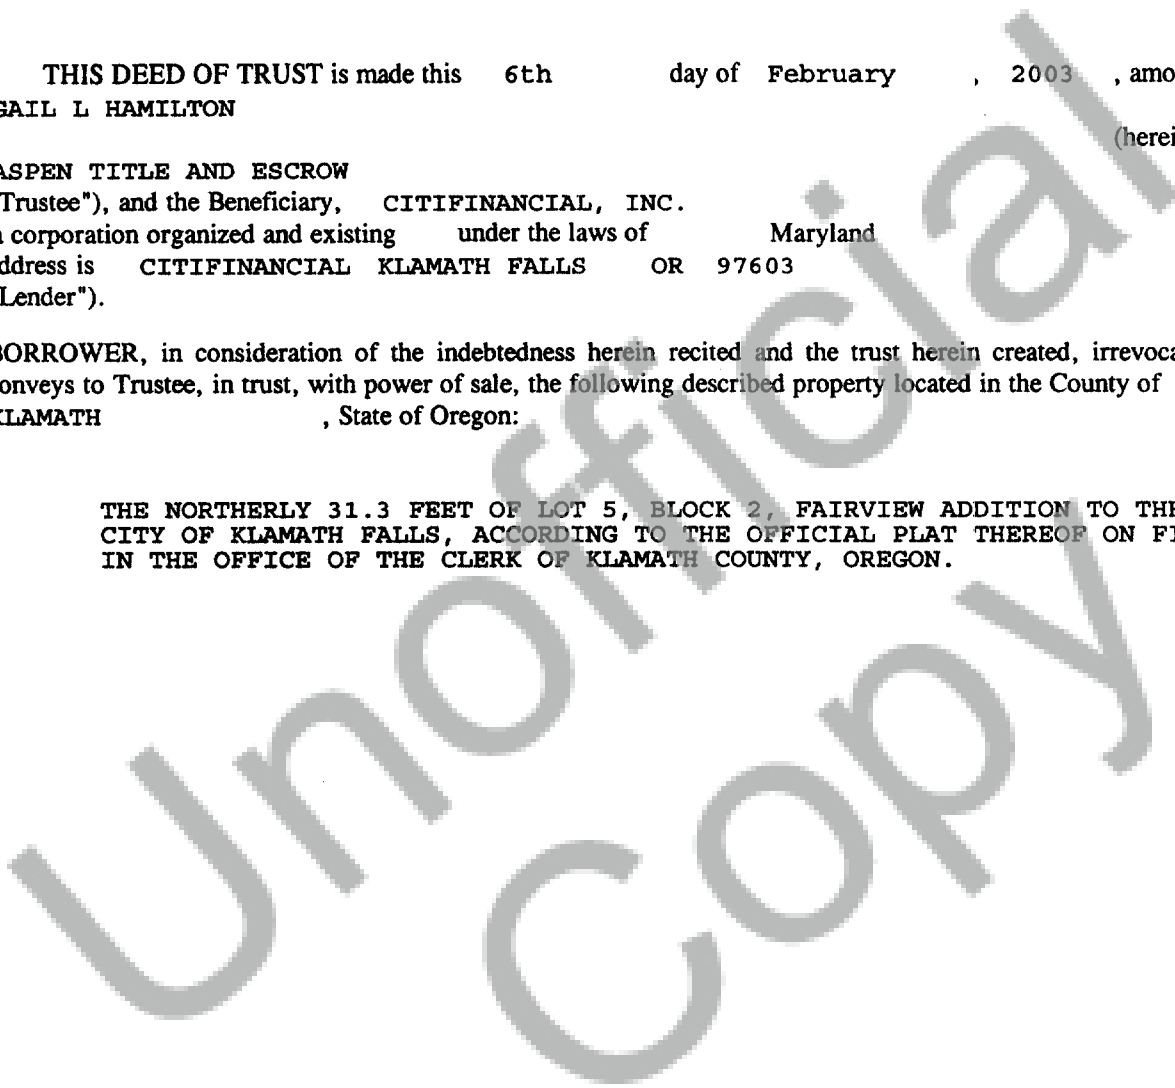 THIS DEED OF TRUST is made this 6th day of February , 2003 , amo
GAIL L HAMILTON
(herei
ASPEN TITLE AND ESCROW
Trustee"), and the Beneficiary, CITIFINANCIAL, INC.
a corporation organized and existing under the laws of Maryland
ddress is CITIFINANCIAL KLAMATH FALLS OR 97603
Lender").
BORROWER, in consideration of the indebtedness herein recited and the trust herein created, irrevoca
onveys to Trustee, in trust, with power of sale, the following described property located in the County of
KLAMATH , State of Oregon:
THE NORTHERLY 31.3 FEET OF LOT 5, BLOCK 2, FAIRVIEW ADDITION TO THE
CITY OF KLAMATH FALLS, ACCORDING TO THE OFFICIAL PLAT THEREOF ON FI
IN THE OFFICE OF THE CLERK OF KLAMATH COUNTY, OREGON.
Unofficial
Copy